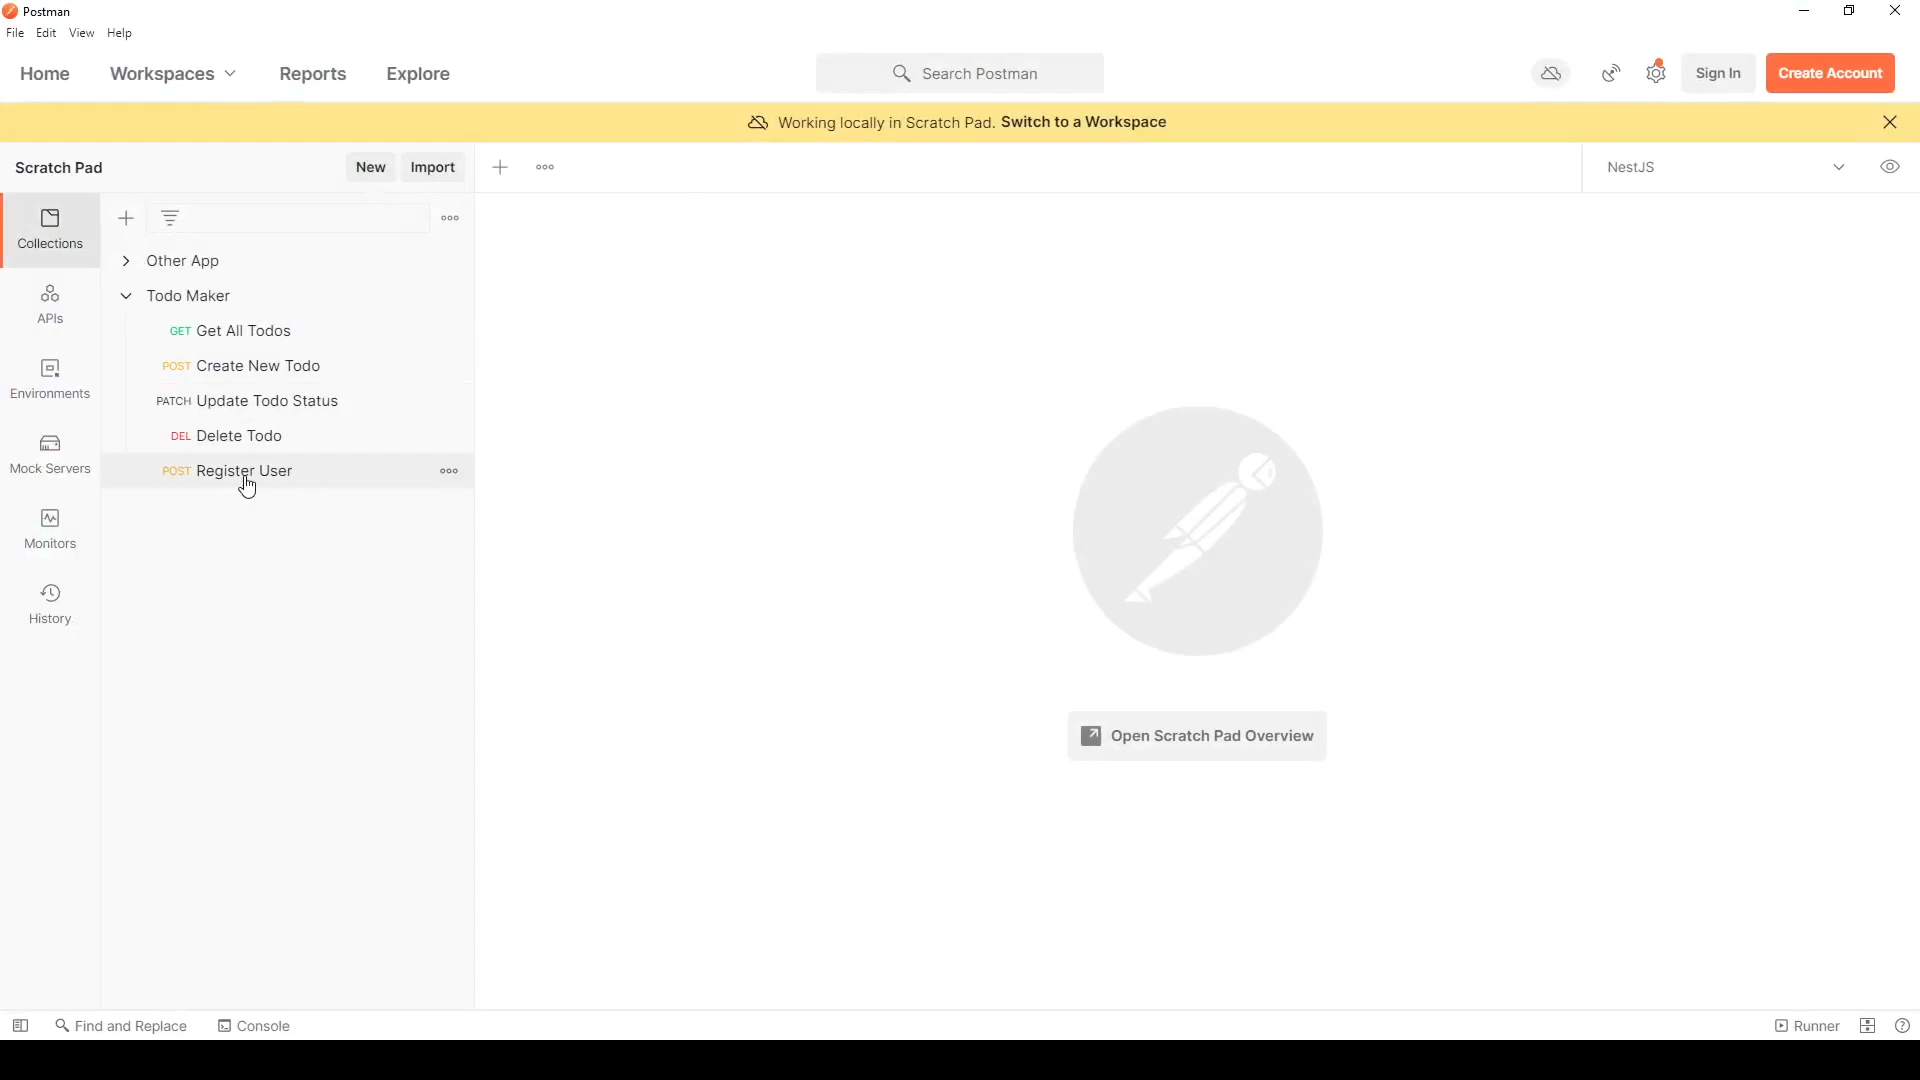 Postman
File Edit View Help
Home Workspaces Reports Explore Search Postman Sign In Create Account
Working locally in Scratch Pad. Switch to a Workspace
Scratch Pad New Import NestJS
Collections
APIs
Environments
Mock Servers
Monitors
History
Other App
Todo Maker
GET Get All Todos
POST Create New Todo
PATCH Update Todo Status
DEL Delete Todo
POST Register User
Open Scratch Pad Overview
Find and Replace Console Runner